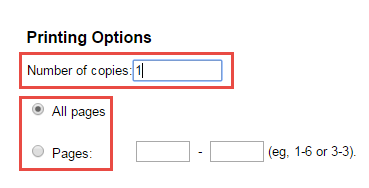 Printing Options
Number of copies: 1
All pages
Pages: - (eg, 1-6 or 3-3).